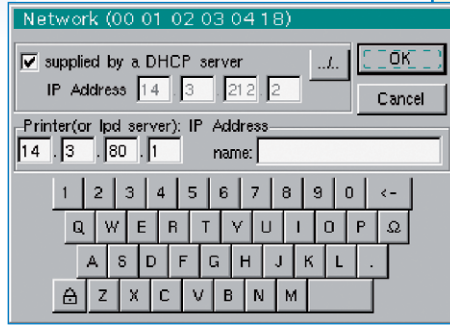 Network (00 01 02 03 04 18)
supplied by a DHCP server ../.. OK
IP Address 14 . 3 . 212 . 2 Cancel
Printer(or lpd server): IP Address
14 . 3 . 80 . 1 name:
1 2 3 4 5 6 7 8 9 0 <-
Q W E R T Y U I O P Ω
A S D F G H J K L .
Z X C V B N M